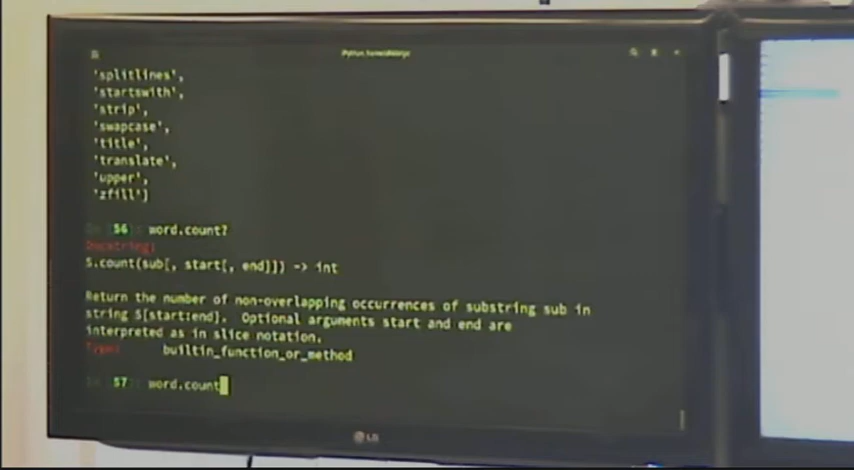 'splitlines',
'startswith',
'strip',
'swapcase',
'title',
'translate',
'upper',
'zfill']
In [56]: word.count?
Docstring:
S.count(sub[, start[, end]]) -> int
Return the number of non-overlapping occurrences of substring sub in
string S[start:end].  Optional arguments start and end are
interpreted as in slice notation.
Type:      builtin_function_or_method
In [57]: word.count
LG